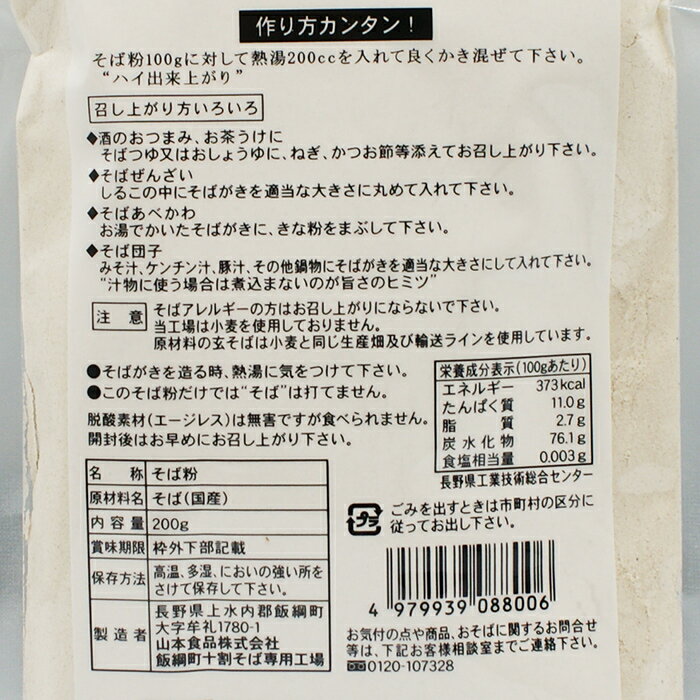 作り方カンタン！
そば粉100gに対して熱湯200ccを入れて良くかき混ぜて下さい。
“ハイ出来上がり”
召し上がり方いろいろ
◆酒のおつまみ、お茶うけに
そばつゆ又はおしょうゆに、ねぎ、かつお節等添えてお召し上がり下さい。
◆そばぜんざい
しるこの中にそばがきを適当な大きさに丸めて入れて下さい。
◆そばあべかわ
お湯でかいたそばがきに、きな粉をまぶして下さい。
◆そば団子
みそ汁、ケンチン汁、豚汁、その他鍋物にそばがきを適当な大きさにして入れて下さい。
“汁物に使う場合は煮込まないのが旨さのヒミツ”
注意
そばアレルギーの方はお召し上がりにならないで下さい。
当工場は小麦を使用しておりません。
原材料の玄そばは小麦と同じ生産畑及び輸送ラインを使用しています。
●そばがきを造る時、熱湯に気をつけて下さい。
●このそば粉だけでは“そば”は打てません。
脱酸素材(エージレス)は無害ですが食べられません。
開封後はお早めにお召し上がり下さい。
栄養成分表示(100gあたり)
エネルギー 373kcal
たんぱく質 11.0g
脂質 2.7g
炭水化物 76.1g
食塩相当量 0.003g
長野県工業技術総合センター
名称 そば粉
原材料名 そば(国産)
内容量 200g
賞味期限 枠外下部記載
保存方法 高温、多湿、においの強い所を
さけて保存して下さい。
製造者 長野県上水内郡飯綱町
大字牟礼1780-1
山本食品株式会社
飯綱町十割そば専用工場
プラ
ごみを出すときは市町村の区分に
従ってお出し下さい。
4 979939 088006
お気付の点や商品、おそばに関するお問合せ
等は、下記お客様相談室までご連絡下さい。
0120-107328